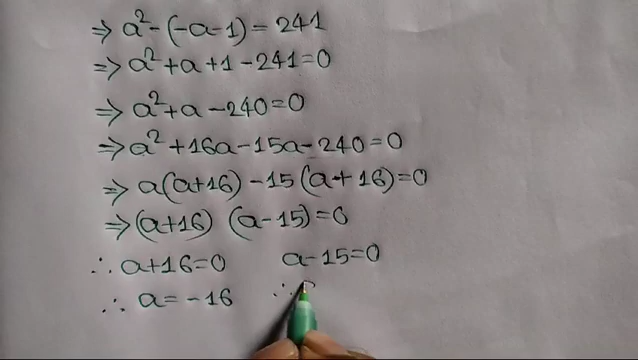 ⇒ a² - (-a-1) = 241
⇒ a² + a + 1 - 241 = 0
⇒ a² + a - 240 = 0
⇒ a² + 16a - 15a - 240 = 0
⇒ a(a+16) - 15(a+16) = 0
⇒ (a+16) (a-15) = 0
∴ a+16=0 a-15=0
∴ a = -16 ∴